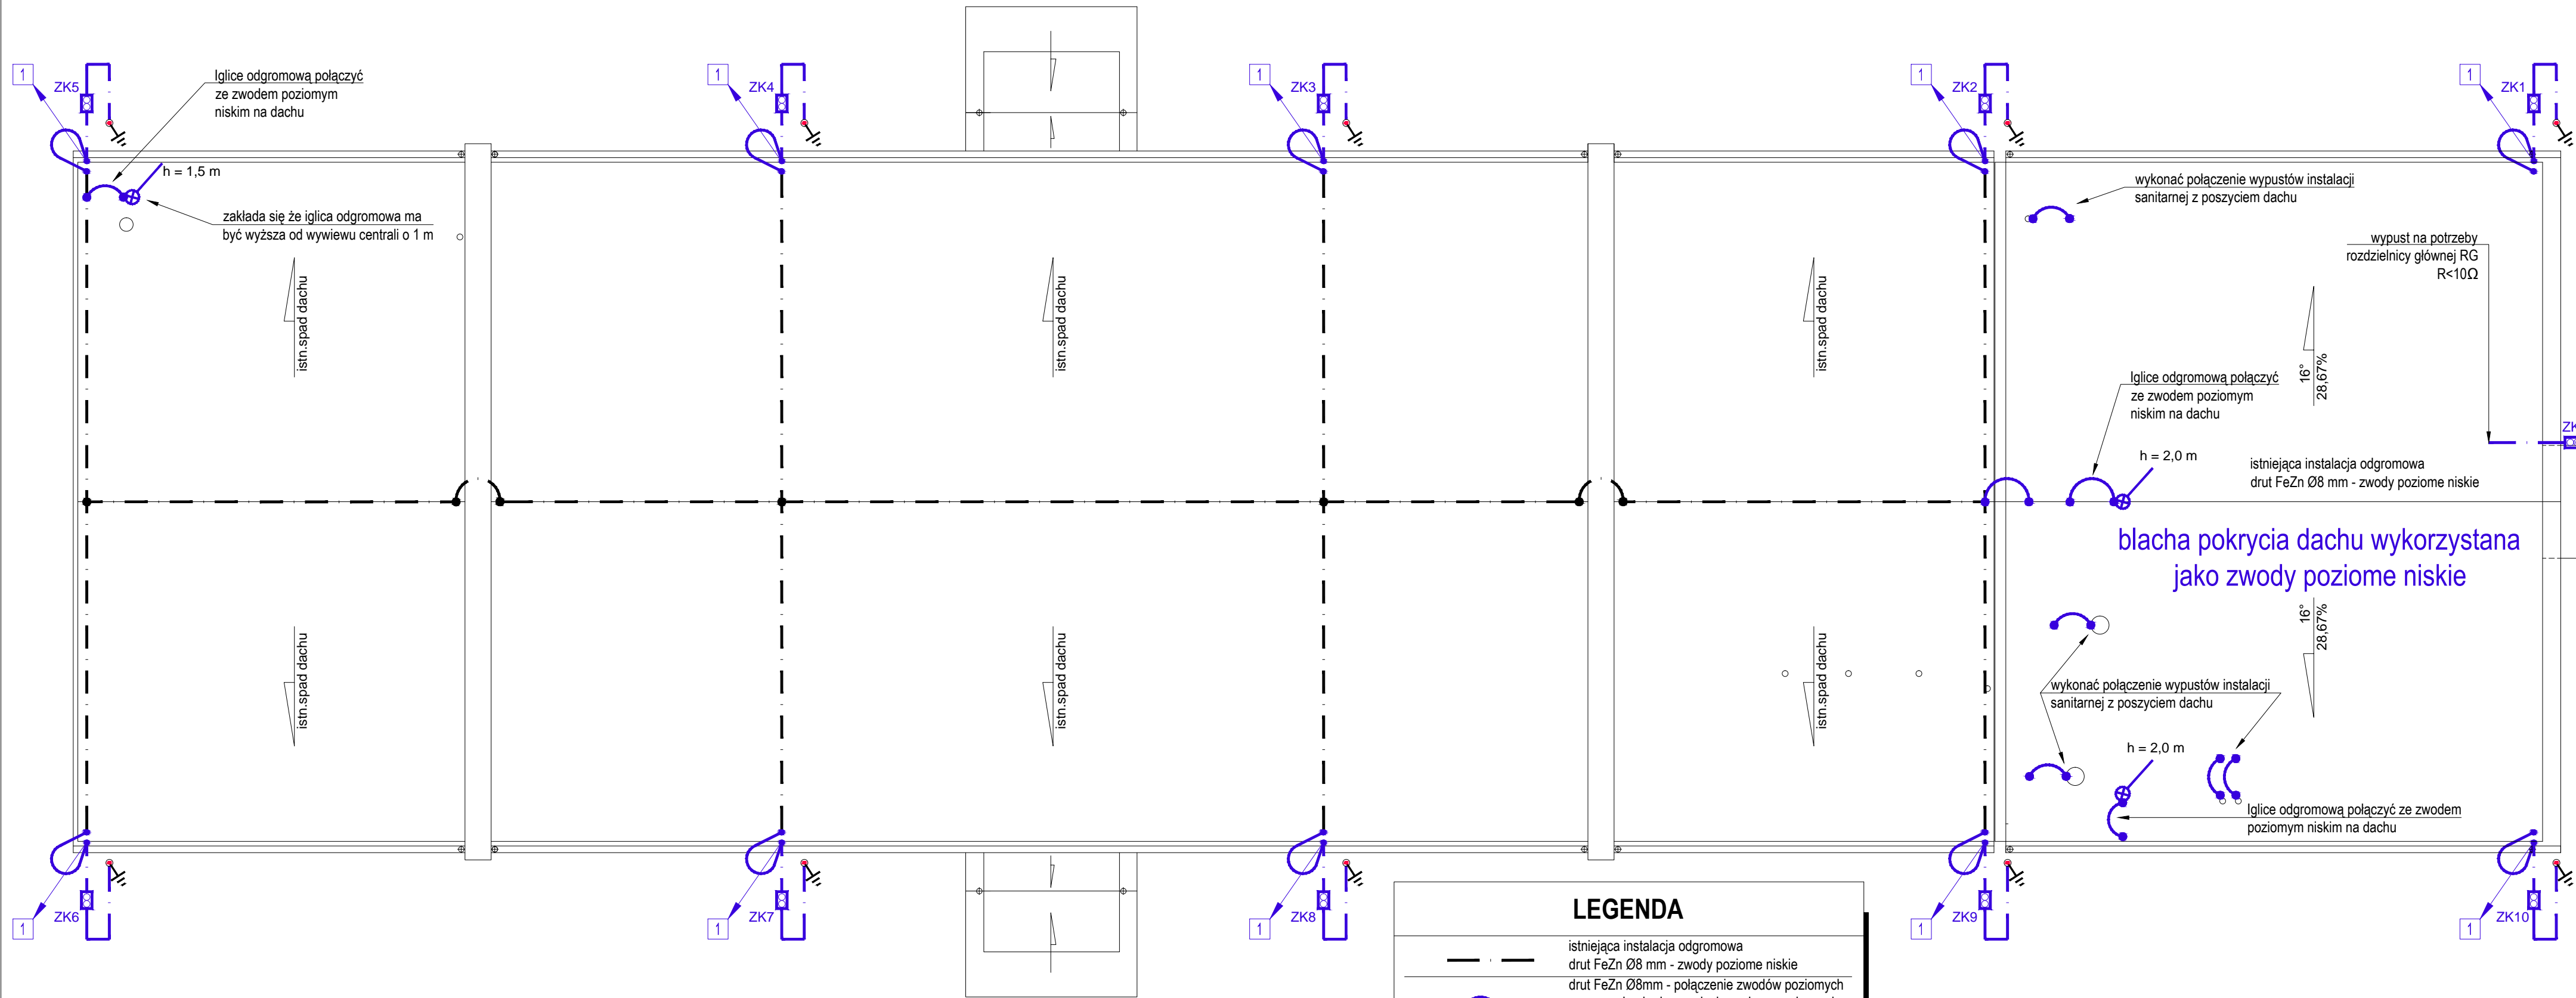 1
ZK5
Iglice odgromową połączyć
ze zwodem poziomym
niskim na dachu
h = 1,5 m
zakłada się że iglica odgromowa ma
być wyższa od wywiewu centrali o 1 m
1
ZK4
1
ZK3
1
ZK2
1
ZK1
wykonać połączenie wypustów instalacji
sanitarnej z poszyciem dachu
wypust na potrzeby
rozdzielnicy głównej RG
R<10Ω
istn.spad dachu
istn.spad dachu
istn.spad dachu
16°
28,67%
Iglice odgromową połączyć
ze zwodem poziomym
niskim na dachu
h = 2,0 m
ZK
istniejąca instalacja odgromowa
drut FeZn Ø8 mm - zwody poziome niskie
blacha pokrycia dachu wykorzystana
jako zwody poziome niskie
istn.spad dachu
istn.spad dachu
istn.spad dachu
16°
28,67%
wykonać połączenie wypustów instalacji
sanitarnej z poszyciem dachu
h = 2,0 m
Iglice odgromową połączyć ze zwodem
poziomym niskim na dachu
1
ZK6
1
ZK7
1
ZK8
1
ZK9
1
ZK10
LEGENDA
istniejąca instalacja odgromowa
drut FeZn Ø8 mm - zwody poziome niskie
drut FeZn Ø8mm - połączenie zwodów poziomych